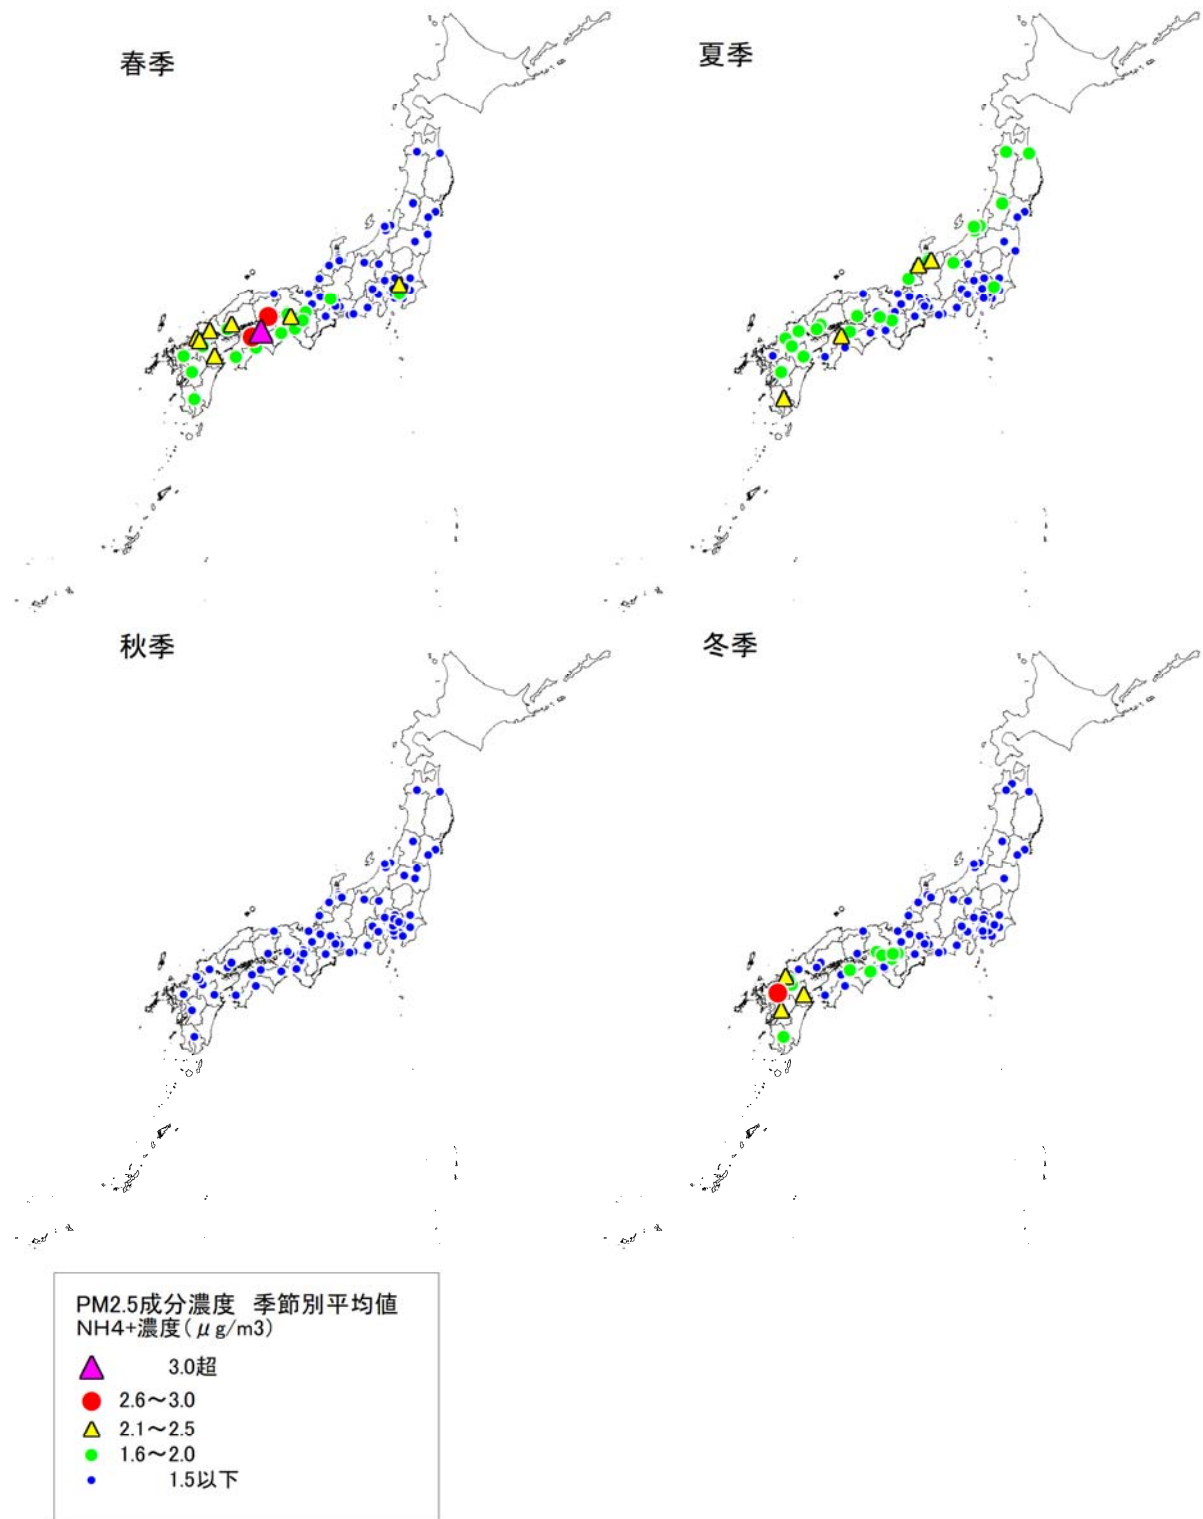 春季
夏季
秋季
冬季
PM2.5成分濃度 季節別平均値
NH4+濃度(μg/m3)
3.0超
2.6～3.0
2.1～2.5
1.6～2.0
1.5以下